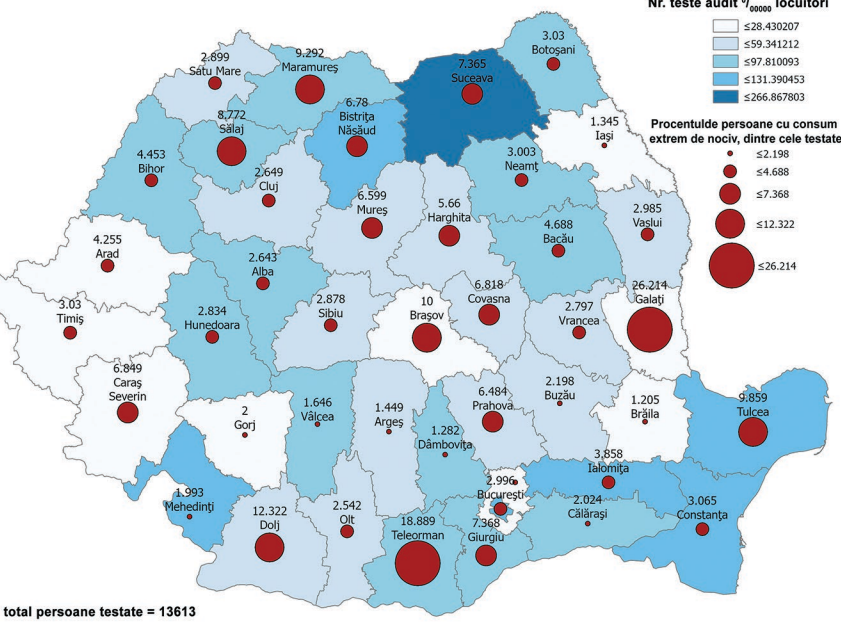 Nr. teste audit °/₀₀₀₀₀ locuitori
≤28.430207
≤59.341212
≤97.810093
≤131.390453
≤266.867803
Procentulde persoane cu consum
extrem de nociv, dintre cele testate
≤2.198
≤4.688
≤7.368
≤12.322
≤26.214
3.03
Botoşani
2.899
Satu Mare
9.292
Maramureş
7.365
Suceava
6.78
Bistriţa
Năsăud
8,772
Sălaj
1.345
Iaşi
4.453
Bihor
2.649
Cluj
3.003
Neamţ
6.599
Mureş
5.66
Harghita
2.985
Vaşlui
4.688
Bacău
4.255
Arad
2.643
Alba
26.214
Galaţi
6.818
Covasna
2.878
Sibiu
10
Braşov
2.797
Vrancea
3.03
Timiş
2.834
Hunedoara
6.849
Caraş
Severin
2
Gorj
1.646
Vâlcea
1.449
Argeş
6.484
Prahova
2.198
Buzău
1.205
Brăila
9.859
Tulcea
1.282
Dâmboviţa
3,858
Ialomiţa
2.996
Bucureşti
1.993
Mehedinţi
2.024
Călăraşi
3.065
Constanţa
12.322
Dolj
2.542
Olt
18.889
Teleorman
7.368
Giurgiu
total persoane testate = 13613